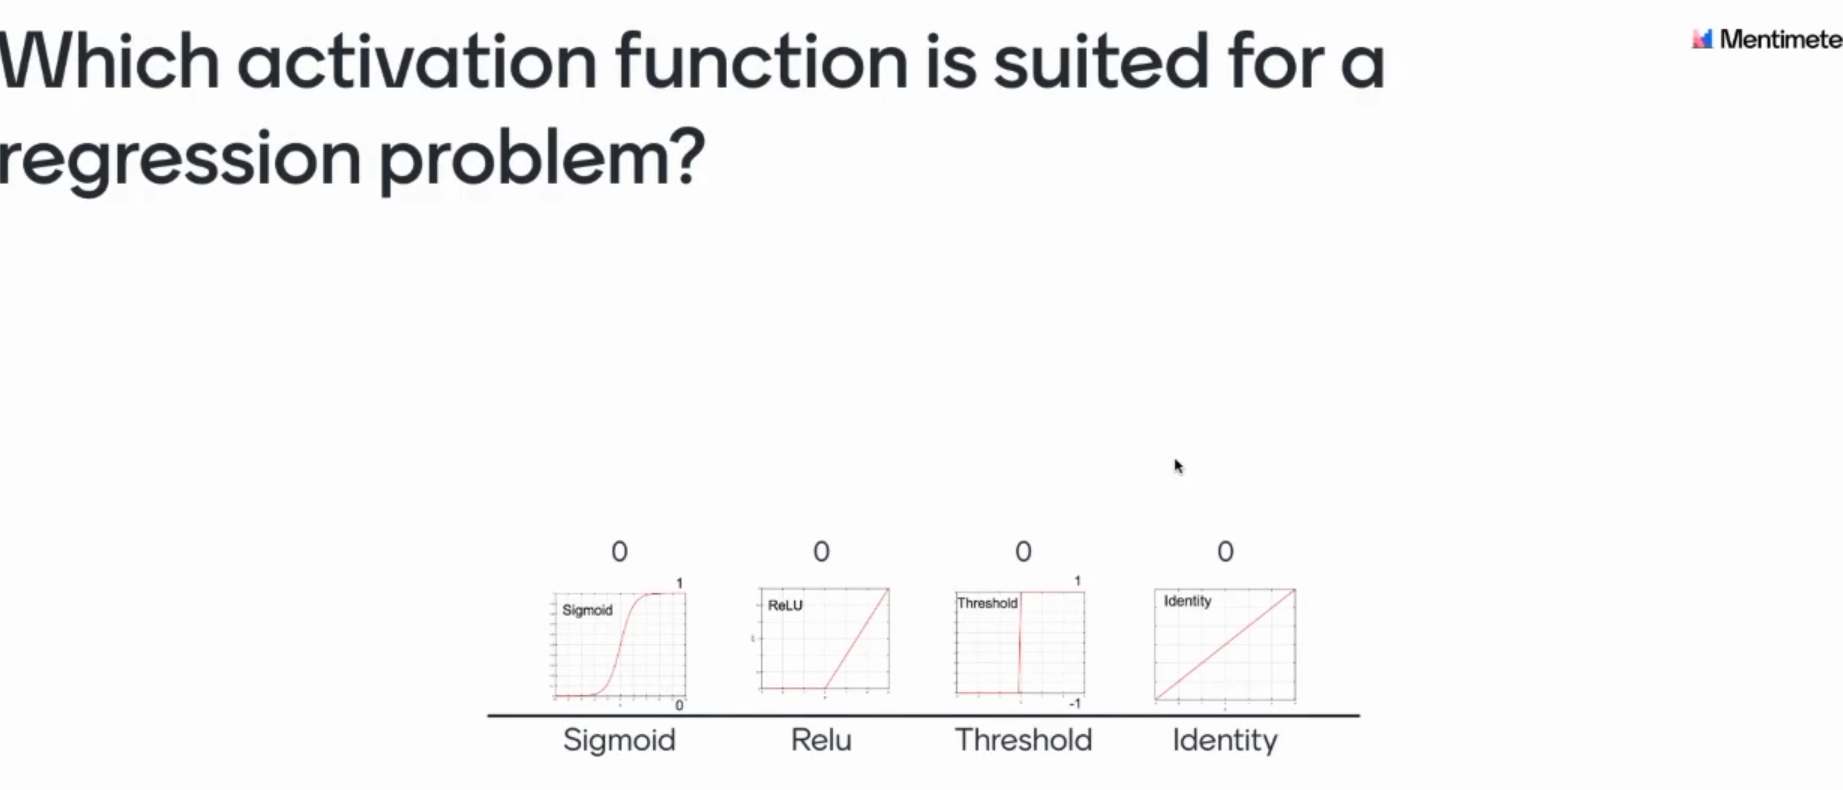 Which activation function is suited for a
regression problem?
Mentimete
0 0 0 0
1
Sigmoid
0
ReLU
1
Threshold
-1
Identity
Sigmoid Relu Threshold Identity